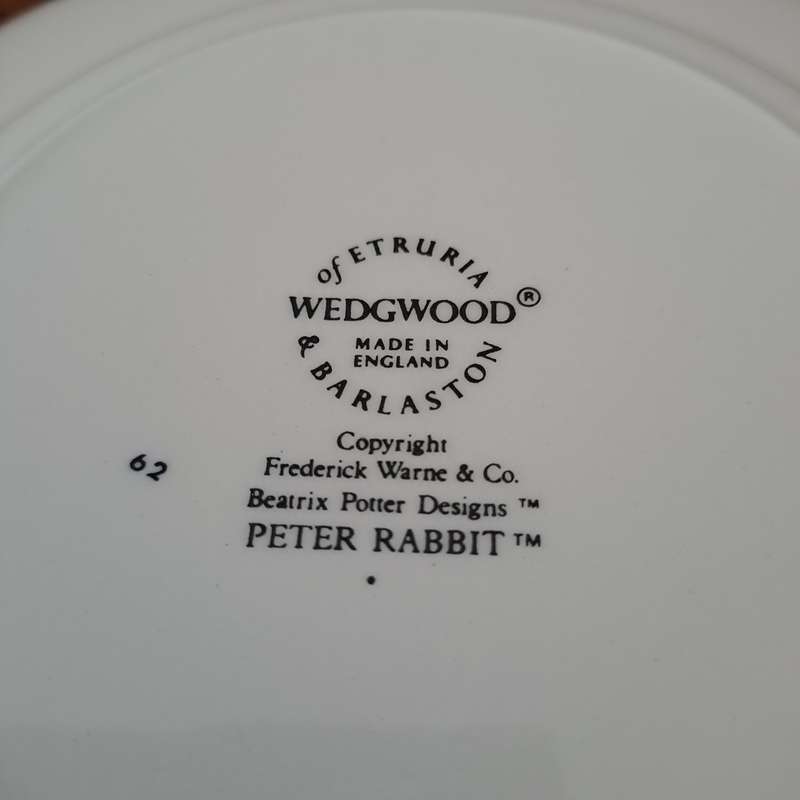 of ETRURIA
WEDGWOOD®
MADE IN
ENGLAND
& BARLASTON
Copyright
Frederick Warne & Co.
Beatrix Potter Designs ™
PETER RABBIT ™
62